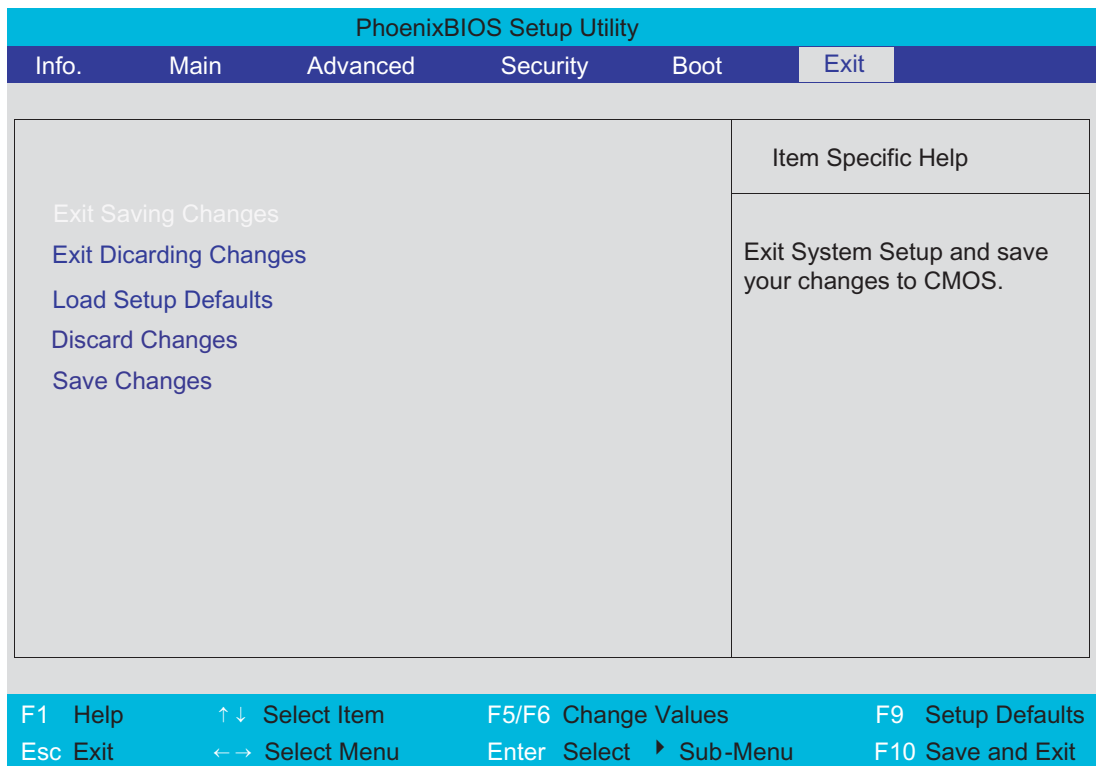 PhoenixBIOS Setup Utility
Info. Main Advanced Security Boot Exit
Item Specific Help
Exit Saving Changes
Exit Dicarding Changes
Load Setup Defaults
Discard Changes
Save Changes
Exit System Setup and save
your changes to CMOS.
F1 Help ↑↓ Select Item F5/F6 Change Values F9 Setup Defaults
Esc Exit ←→ Select Menu Enter Select ▶ Sub-Menu F10 Save and Exit